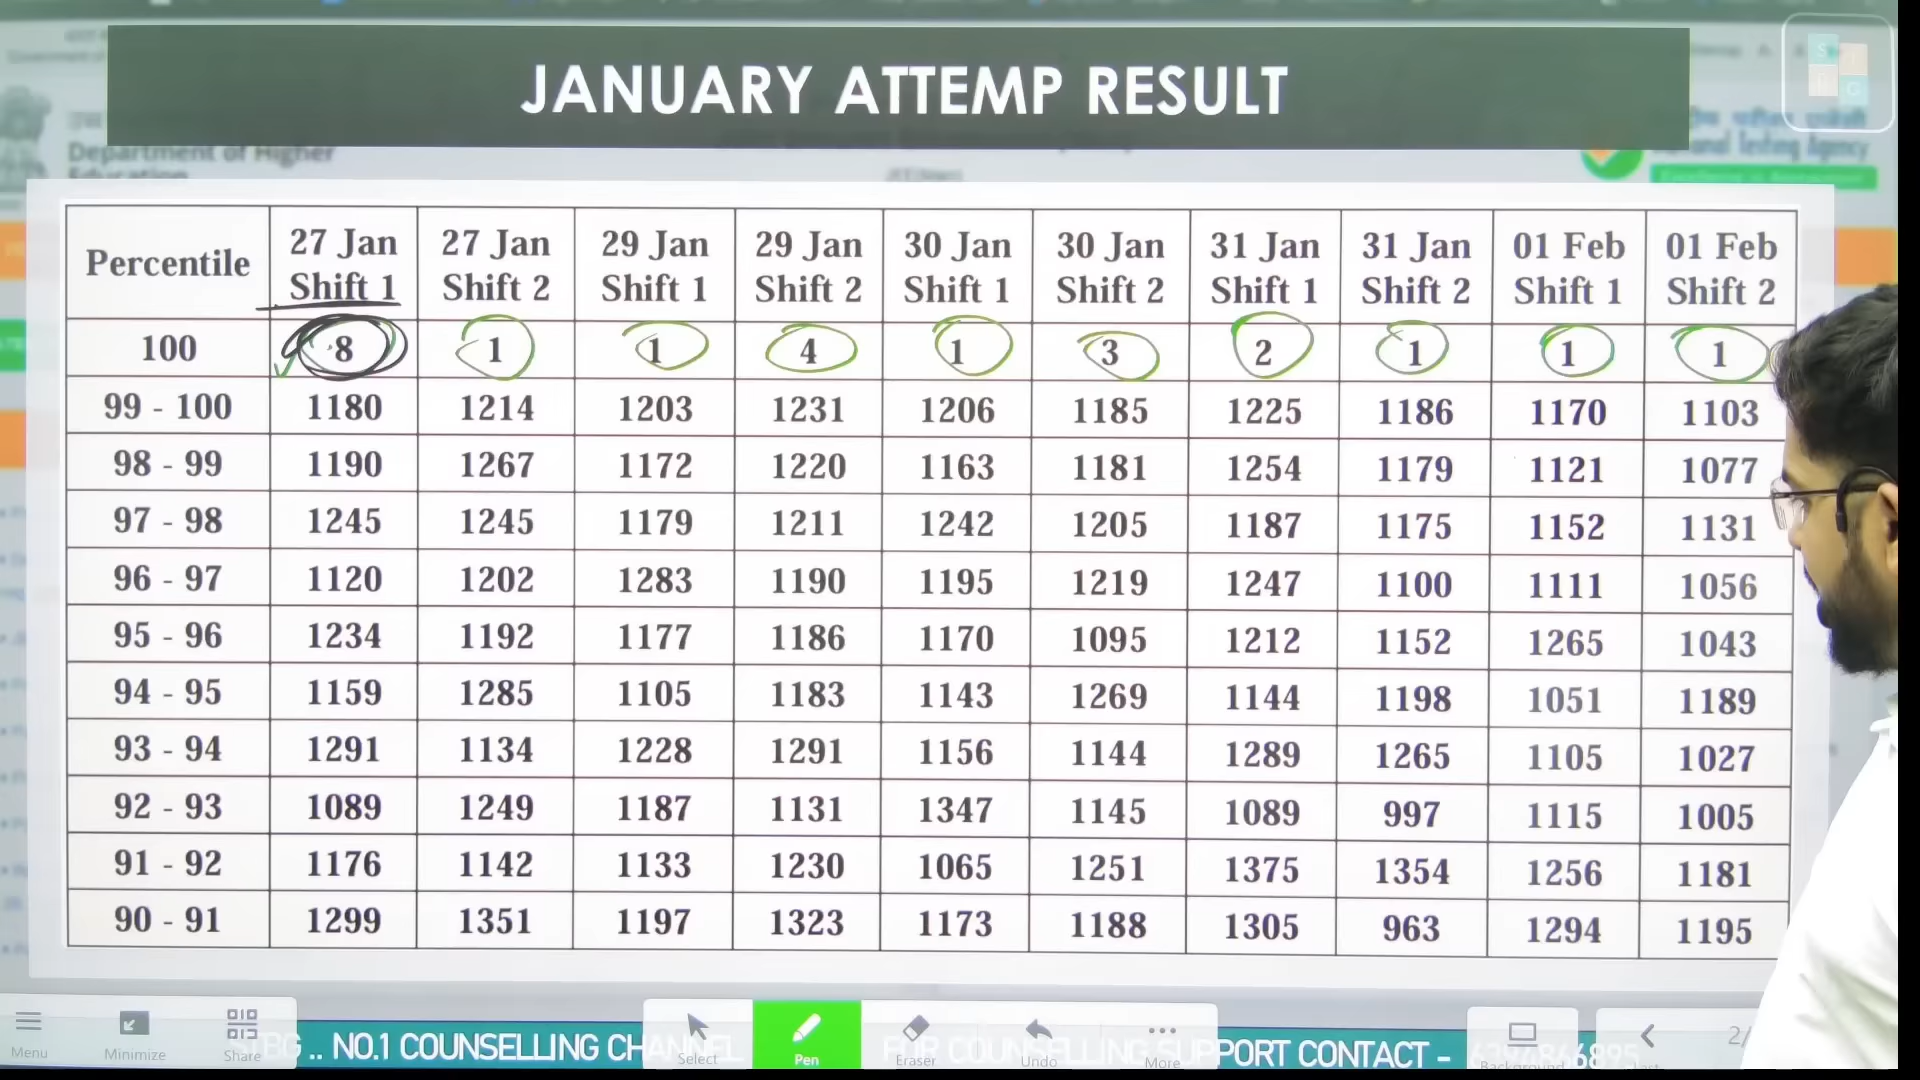 JANUARY ATTEMP RESULT
Department of Higher
Education
Percentile 27 Jan Shift 1 27 Jan Shift 2 29 Jan Shift 1 29 Jan Shift 2 30 Jan Shift 1 30 Jan Shift 2 31 Jan Shift 1 31 Jan Shift 2 01 Feb Shift 1 01 Feb Shift 2
100 8 1 1 4 1 3 2 1 1 1
99 - 100 1180 1214 1203 1231 1206 1185 1225 1186 1170 1103
98 - 99 1190 1267 1172 1220 1163 1181 1254 1179 1121 1077
97 - 98 1245 1245 1179 1211 1242 1205 1187 1175 1152 1131
96 - 97 1120 1202 1283 1190 1195 1219 1247 1100 1111 1056
95 - 96 1234 1192 1177 1186 1170 1095 1212 1152 1265 1043
94 - 95 1159 1285 1105 1183 1143 1269 1144 1198 1051 1189
93 - 94 1291 1134 1228 1291 1156 1144 1289 1265 1105 1027
92 - 93 1089 1249 1187 1131 1347 1145 1089 997 1115 1005
91 - 92 1176 1142 1133 1230 1065 1251 1375 1354 1256 1181
90 - 91 1299 1351 1197 1323 1173 1188 1305 963 1294 1195
.. NO.1 COUNSELLING CHANNEL FOR COUNSELLING SUPPORT CONTACT -
Menu Minimize Share Select Pen Eraser Undo More Background